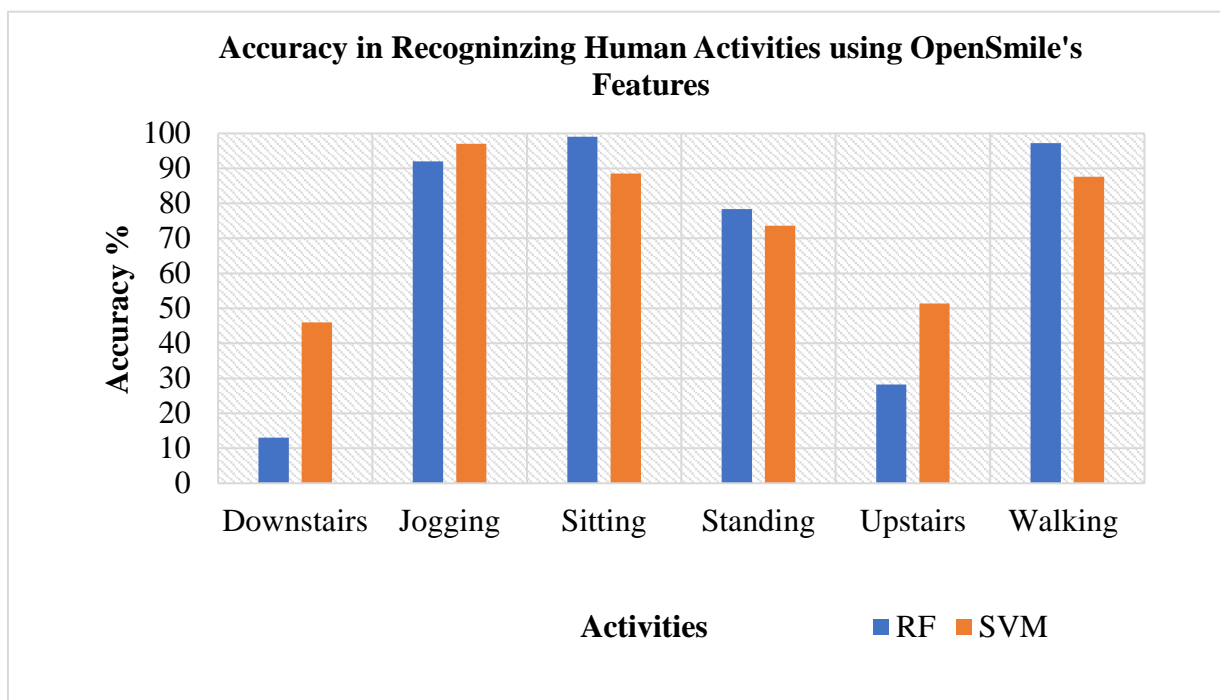 Accuracy in Recogninzing Human Activities using OpenSmile's
Features
Accuracy %
100
90
80
70
60
50
40
30
20
10
0
Downstairs Jogging Sitting Standing Upstairs Walking
Activities
RF SVM